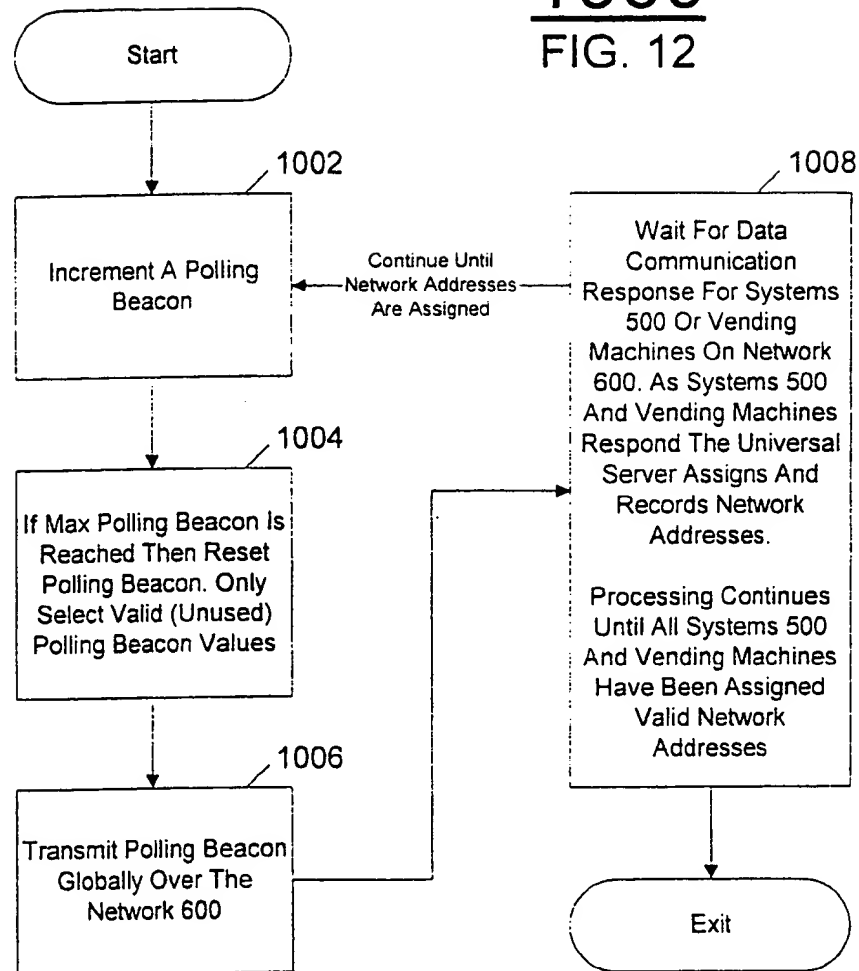 FIG. 12
Start
1002
Increment A Polling
Beacon
Continue Until
Network Addresses
Are Assigned
1004
If Max Polling Beacon Is
Reached Then Reset
Polling Beacon. Only
Select Valid (Unused)
Polling Beacon Values
1006
Transmit Polling Beacon
Globally Over The
Network 600
1008
Wait For Data
Communication
Response For Systems
500 Or Vending
Machines On Network
600. As Systems 500
And Vending Machines
Respond The Universal
Server Assigns And
Records Network
Addresses.
Processing Continues
Until All Systems 500
And Vending Machines
Have Been Assigned
Valid Network
Addresses
Exit